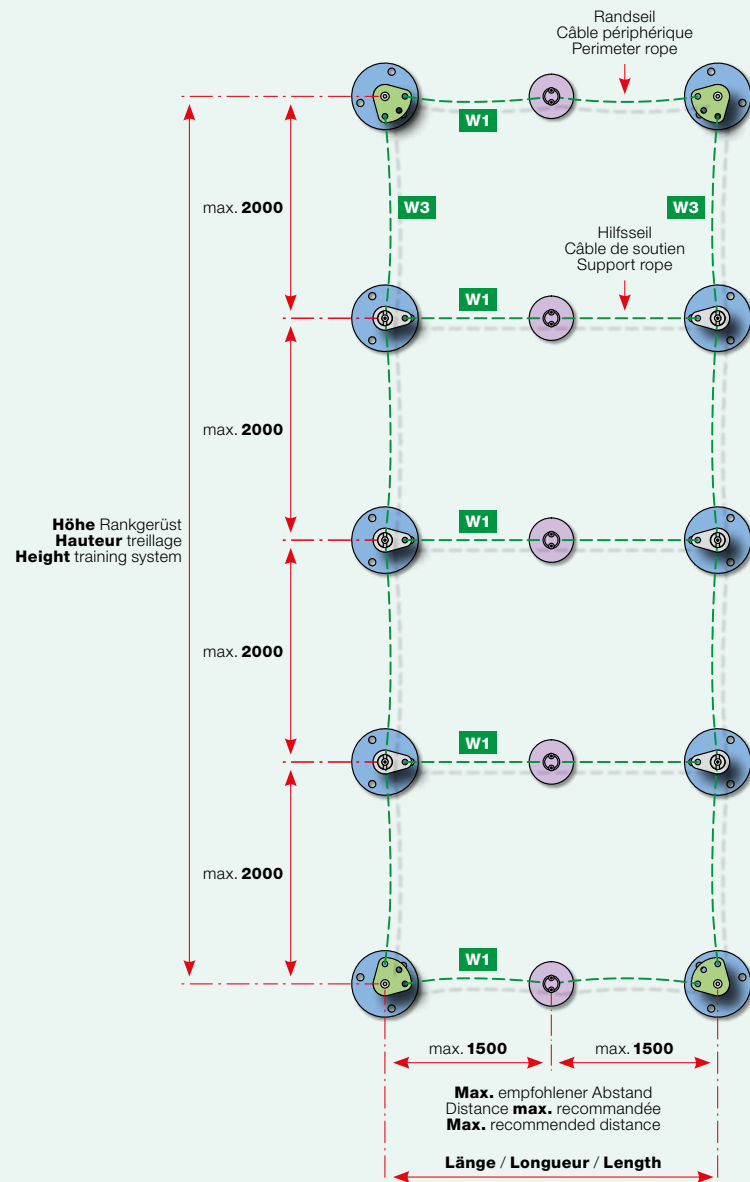 Randseil
Câble périphérique
Perimeter rope
W1
max. 2000
W3
W3
Hilfsseil
Câble de soutien
Support rope
W1
max. 2000
Höhe Rankgerüst
Hauteur treillage
Height training system
W1
max. 2000
W1
max. 2000
W1
max. 1500
max. 1500
Max. empfohlener Abstand
Distance max. recommandée
Max. recommended distance
Länge / Longueur / Length